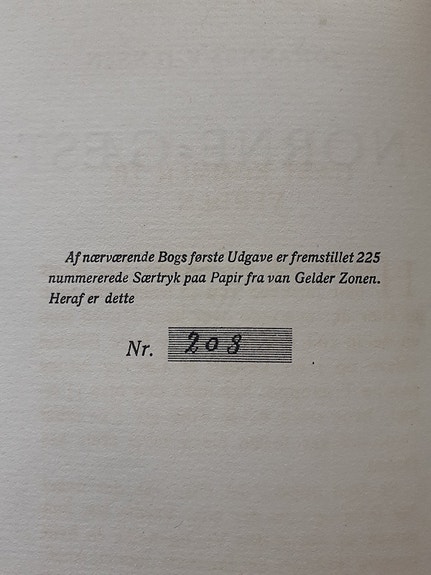 Af nærværende Bogs første Udgave er fremstillet 225
nummererede Særtryk paa Papir fra van Gelder Zonen.
Heraf er dette
Nr. 203